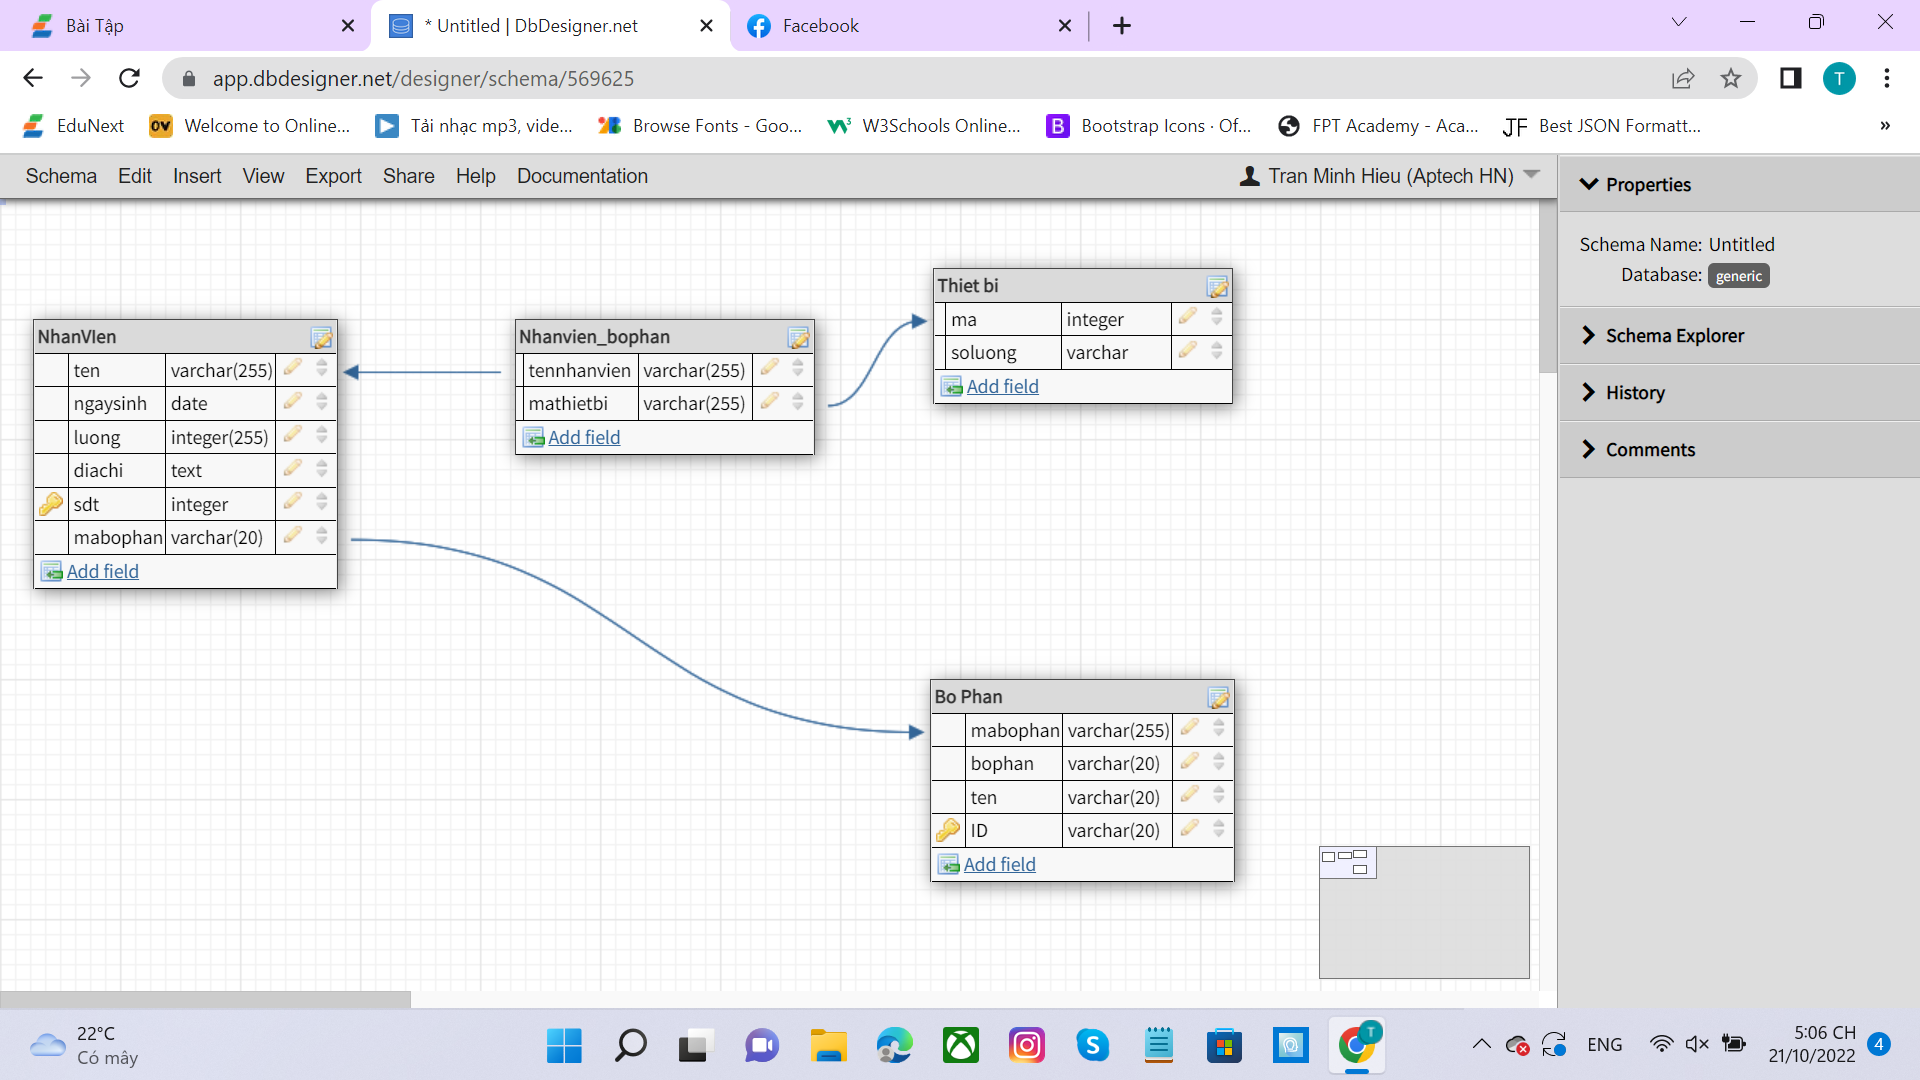 Bài Tập
* Untitled | DbDesigner.net
Facebook
app.dbdesigner.net/designer/schema/569625
T
EduNext
OV
Welcome to Online...
Tải nhạc mp3, vide...
Browse Fonts - Goo...
W3Schools Online...
B
Bootstrap Icons · Of...
FPT Academy - Aca...
JF
Best JSON Formatt...
»
Schema
Edit
Insert
View
Export
Share
Help
Documentation
Tran Minh Hieu (Aptech HN)
Properties
Schema Name: Untitled
Database: generic
Schema Explorer
History
Comments
NhanVIen
ten varchar(255)
ngaysinh date
luong integer(255)
diachi text
sdt integer
mabophan varchar(20)
Add field
Nhanvien_bophan
tennhanvien varchar(255)
mathietbi varchar(255)
Add field
Thiet bi
ma integer
soluong varchar
Add field
Bo Phan
mabophan varchar(255)
bophan varchar(20)
ten varchar(20)
ID varchar(20)
Add field
22°C
Có mây
S
T
ENG
5:06 CH
21/10/2022
4